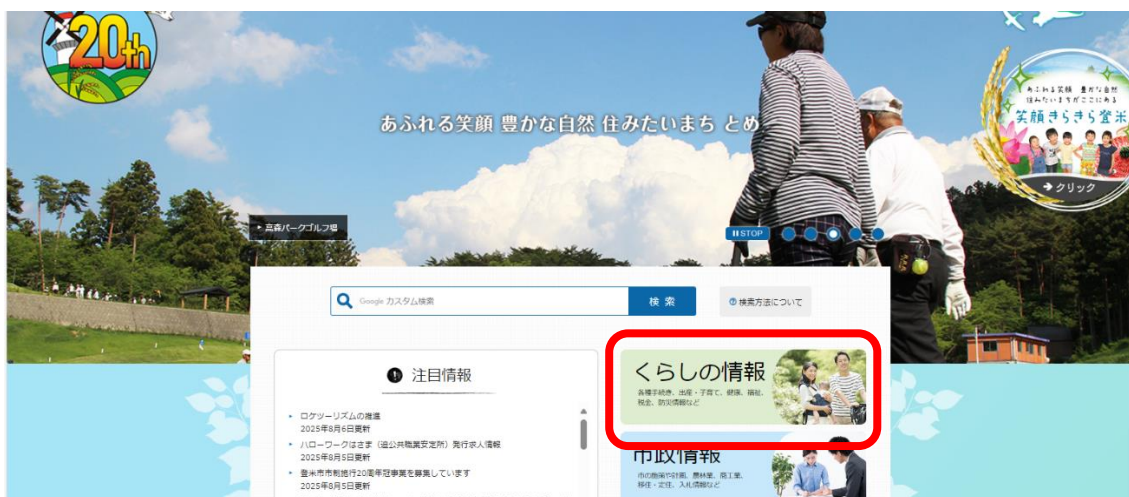 20th
あふれる笑顔 豊かな自然 住みたいまち とめ
あふれる笑顔 豊かな自然
住みたいまちがここにある
笑顔きらきら登米
クリック
高森パークゴルフ場
STOP
Google カスタム検索
検索
検索方法について
注目情報
ロケツーリズムの推進
2025年8月6日更新
ハローワークはさま（迫公共職業安定所）発行求人情報
2025年8月5日更新
登米市市制施行20周年冠事業を募集しています
2025年8月5日更新
くらしの情報
各種手続き、出産・子育て、健康、福祉、
税金、防災情報など
市政情報
市の施策や計画、農林業、商工業、
移住・定住、入札情報など